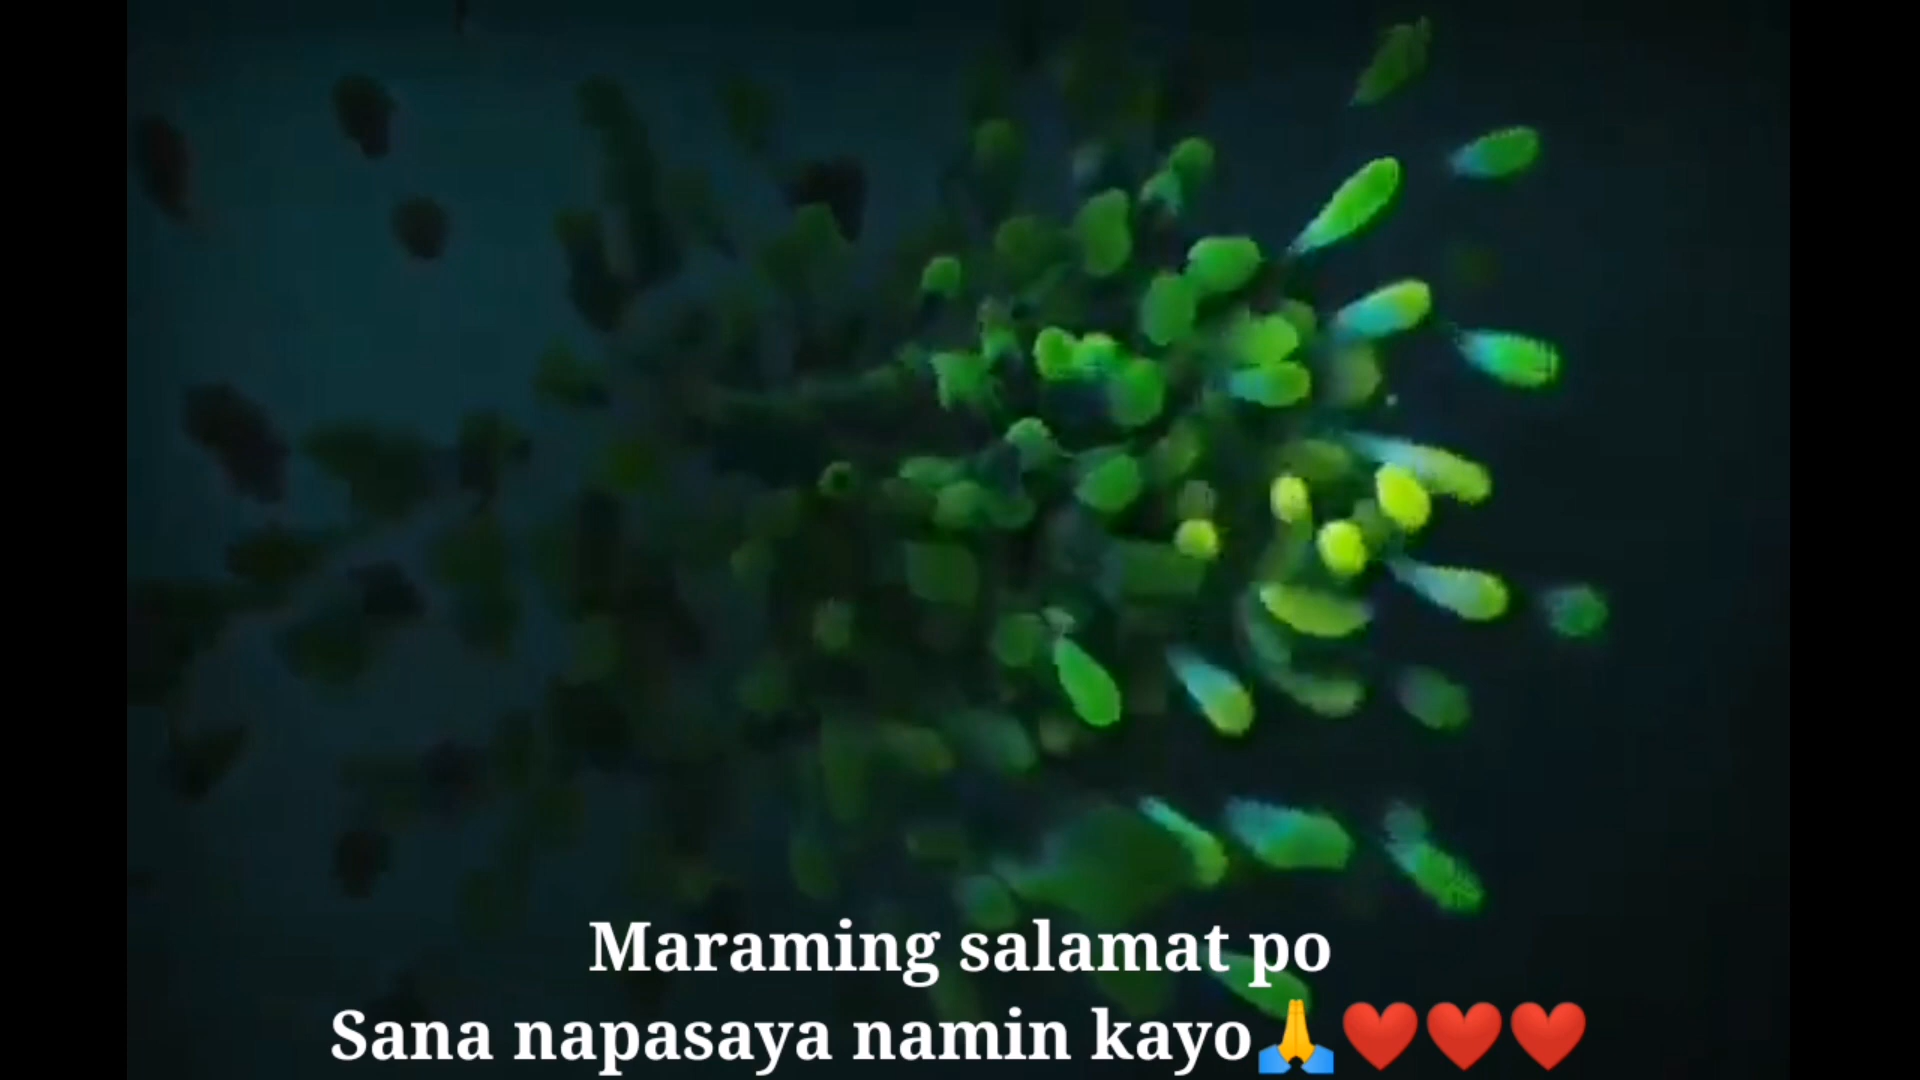 Maraming salamat po
Sana napasaya namin kayo🙏❤️❤️❤️